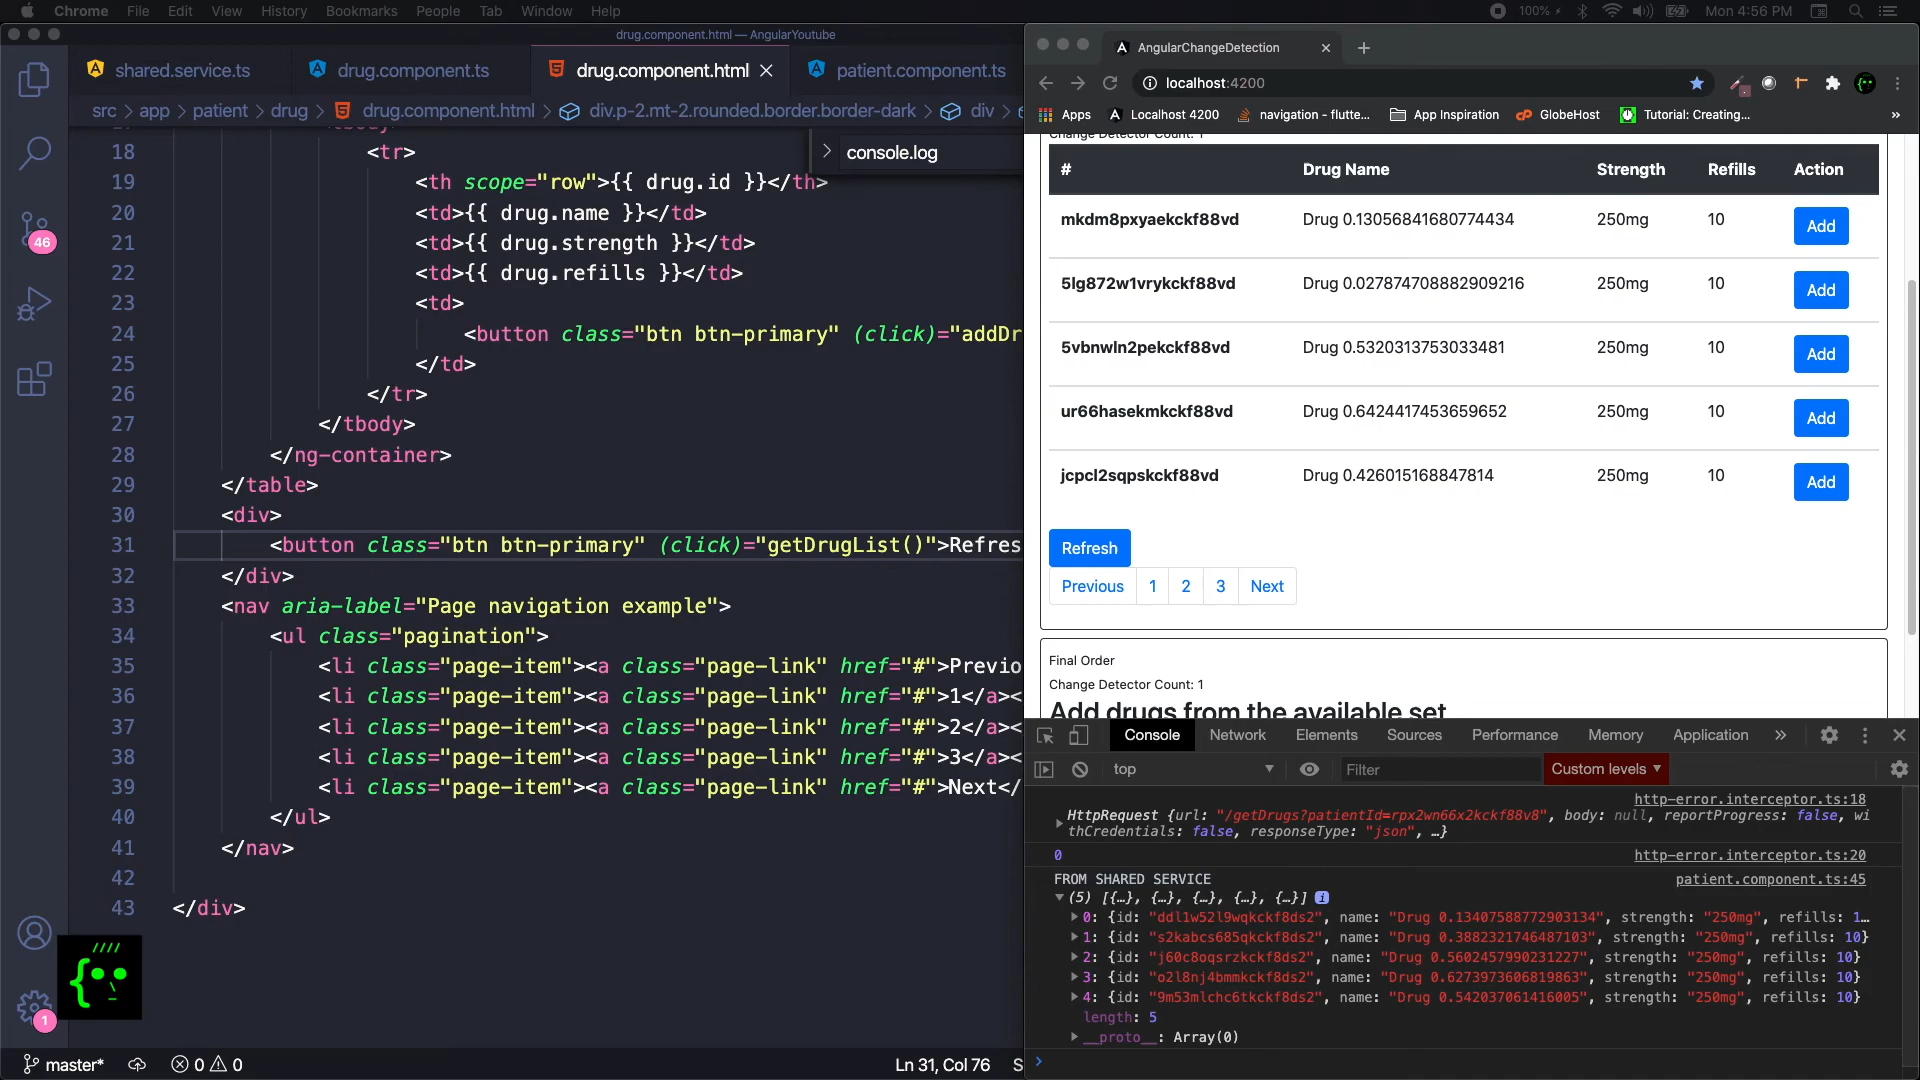 Chrome File Edit View History Bookmarks People Tab Window Help 100% Mon 4:56 PM
drug.component.html — AngularYoutube
shared.service.ts drug.component.ts drug.component.html patient.component.ts
src > app > patient > drug > drug.component.html > div.p-2.mt-2.rounded.border.border-dark > div >
console.log
18 <tr>
19 <th scope="row">{{ drug.id }}</th>
20 <td>{{ drug.name }}</td>
21 <td>{{ drug.strength }}</td>
22 <td>{{ drug.refills }}</td>
23 <td>
24 <button class="btn btn-primary" (click)="addDr
25 </td>
26 </tr>
27 </tbody>
28 </ng-container>
29 </table>
30 <div>
31 <button class="btn btn-primary" (click)="getDrugList()">Refres
32 </div>
33 <nav aria-label="Page navigation example">
34 <ul class="pagination">
35 <li class="page-item"><a class="page-link" href="#">Previo
36 <li class="page-item"><a class="page-link" href="#">1</a><
37 <li class="page-item"><a class="page-link" href="#">2</a><
38 <li class="page-item"><a class="page-link" href="#">3</a><
39 <li class="page-item"><a class="page-link" href="#">Next</
40 </ul>
41 </nav>
42
43 </div>
46
1
master* 0 0 Ln 31, Col 76 S
AngularChangeDetection
localhost:4200
Apps Localhost 4200 navigation - flutte... App Inspiration GlobeHost Tutorial: Creating... »
Change Detector Count: 1
# Drug Name Strength Refills Action
mkdm8pxyaekckf88vd Drug 0.13056841680774434 250mg 10 Add
5lg872w1vrykckf88vd Drug 0.027874708882909216 250mg 10 Add
5vbnwln2pekckf88vd Drug 0.5320313753033481 250mg 10 Add
ur66hasekmkckf88vd Drug 0.6424417453659652 250mg 10 Add
jcpcl2sqpskckf88vd Drug 0.426015168847814 250mg 10 Add
Refresh
Previous 1 2 3 Next
Final Order
Change Detector Count: 1
Add drugs from the available set
Console Network Elements Sources Performance Memory Application »
top Filter Custom levels
http-error.interceptor.ts:18
HttpRequest {url: "/getDrugs?patientId=rpx2wn66x2kckf88v8", body: null, reportProgress: false, wi
thCredentials: false, responseType: "json", …}
0 http-error.interceptor.ts:20
FROM SHARED SERVICE patient.component.ts:45
(5) [{…}, {…}, {…}, {…}, {…}] i
0: {id: "ddl1w52l9wqkckf8ds2", name: "Drug 0.13407588772903134", strength: "250mg", refills: 1…
1: {id: "s2kabcs685qkckf8ds2", name: "Drug 0.3882321746487103", strength: "250mg", refills: 10}
2: {id: "j60c8oqsrzkckf8ds2", name: "Drug 0.5602457990231227", strength: "250mg", refills: 10}
3: {id: "o2l8nj4bmmkckf8ds2", name: "Drug 0.6273973606819863", strength: "250mg", refills: 10}
4: {id: "9m53mlchc6tkckf8ds2", name: "Drug 0.542037061416005", strength: "250mg", refills: 10}
length: 5
__proto__: Array(0)